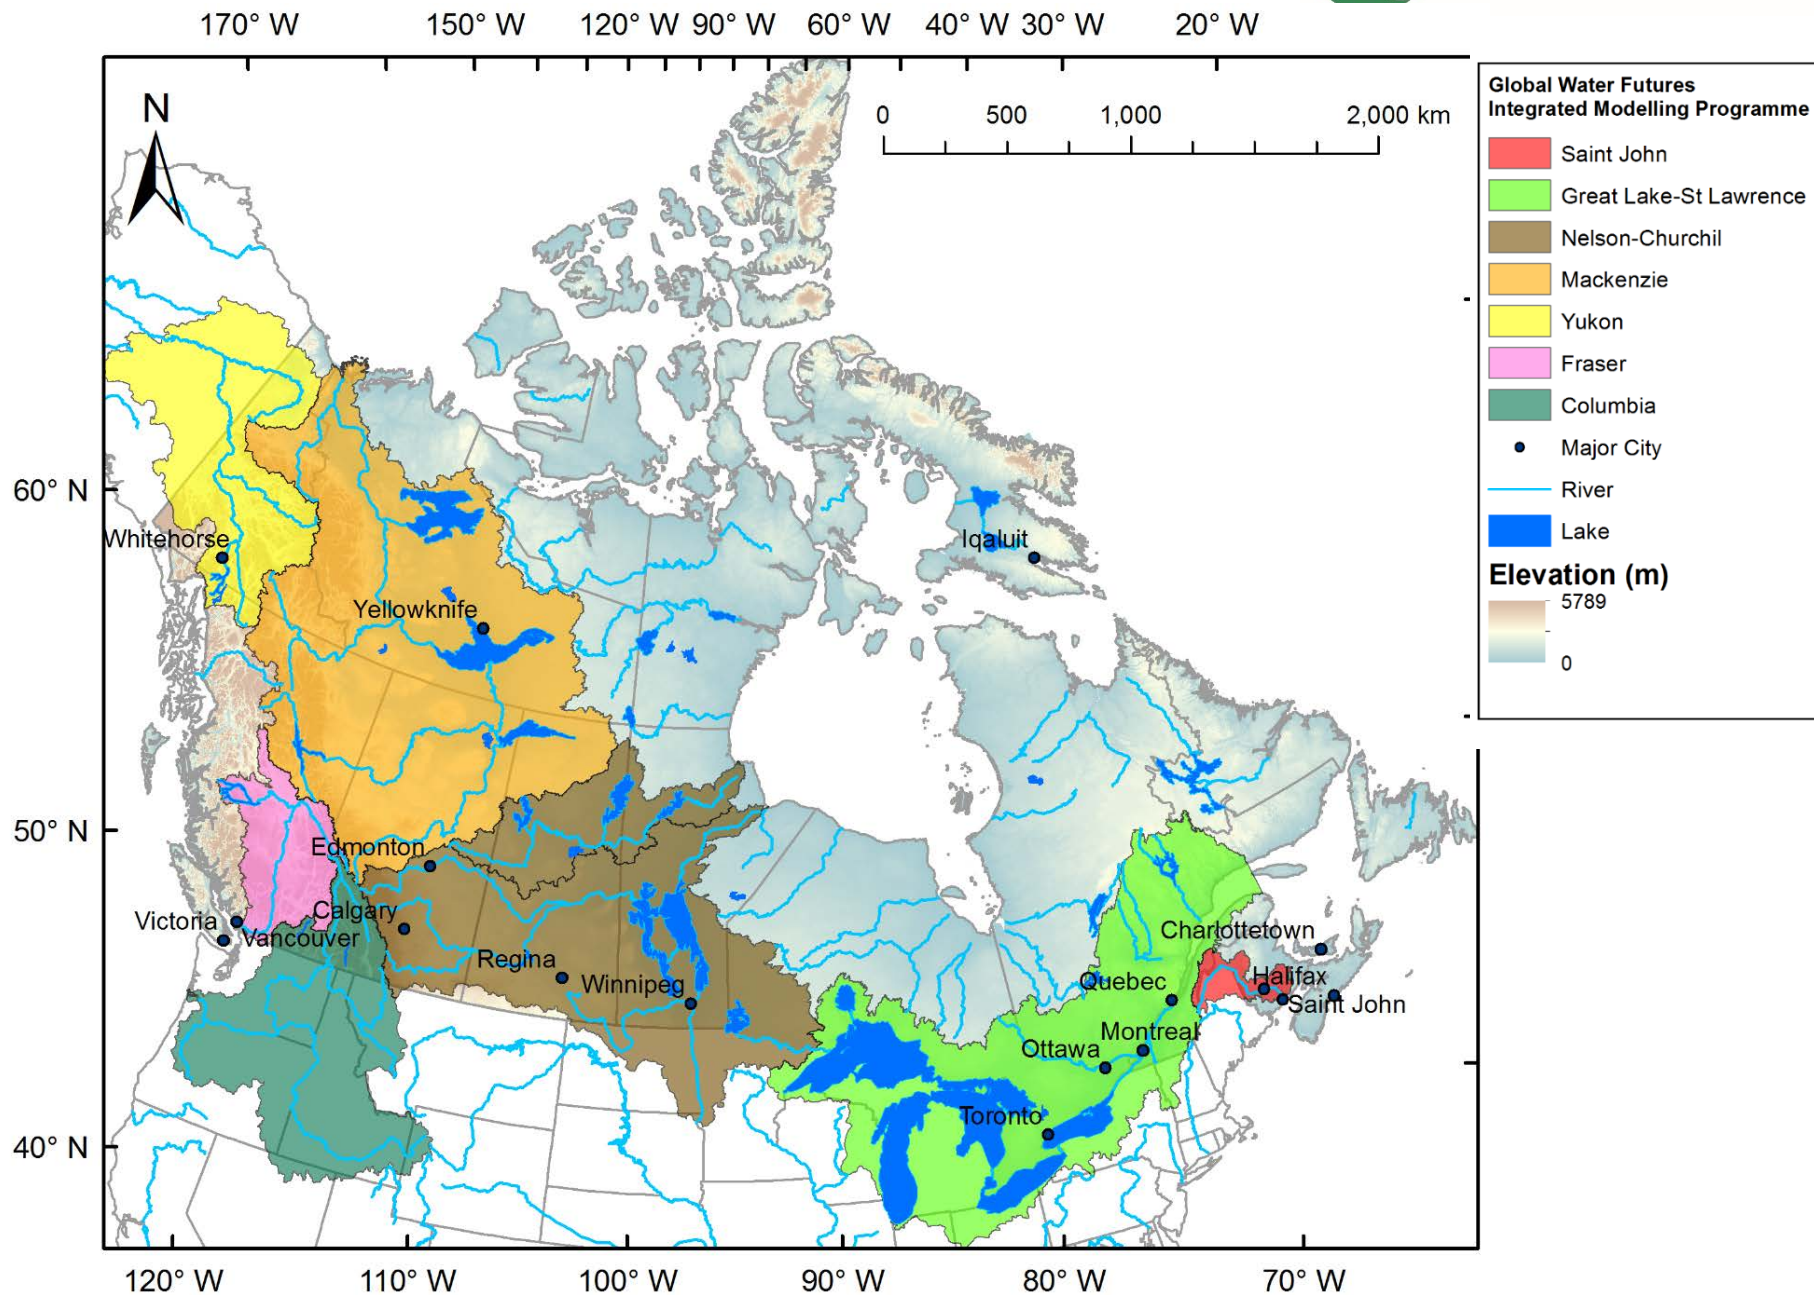 170° W 150° W 120° W 90° W 60° W 40° W 30° W 20° W
N
0 500 1,000 2,000 km
Global Water Futures
Integrated Modelling Programme
Saint John
Great Lake-St Lawrence
Nelson-Churchil
Mackenzie
Yukon
Fraser
Columbia
Major City
River
Lake
Elevation (m)
5789
0
60° N
50° N
40° N
Whitehorse
Iqaluit
Yellowknife
Edmonton
Calgary
Victoria
Vancouver
Regina
Winnipeg
Charlottetown
Quebec
Halifax
Saint John
Montreal
Ottawa
Toronto
120° W 110° W 100° W 90° W 80° W 70° W